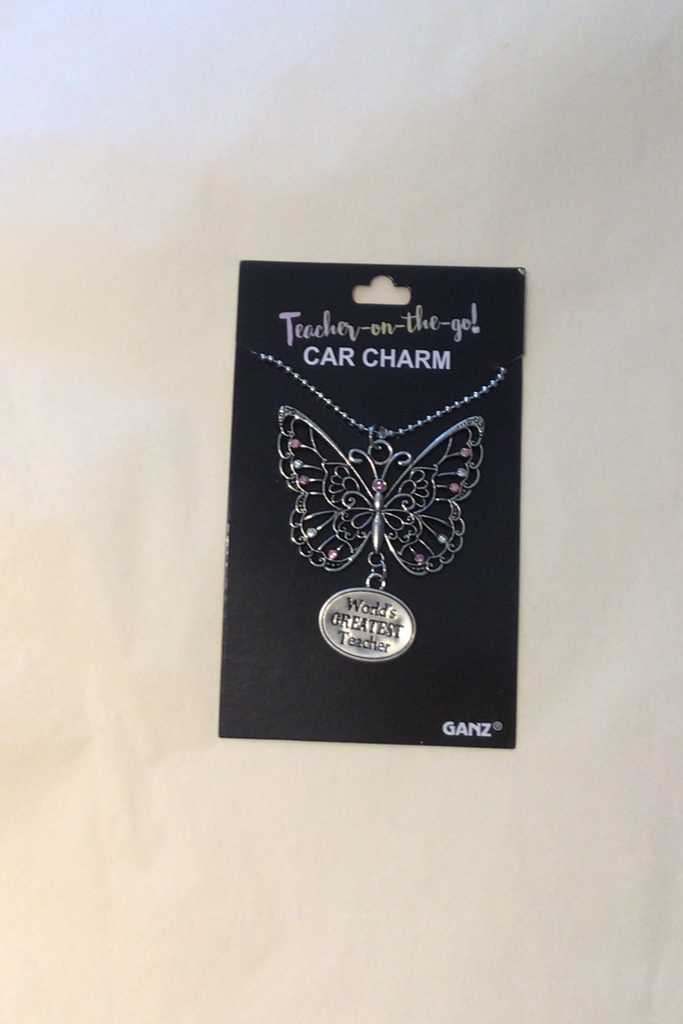 Teacher-on-the-go!
CAR CHARM
World's
GREATEST
Teacher
GANZ®